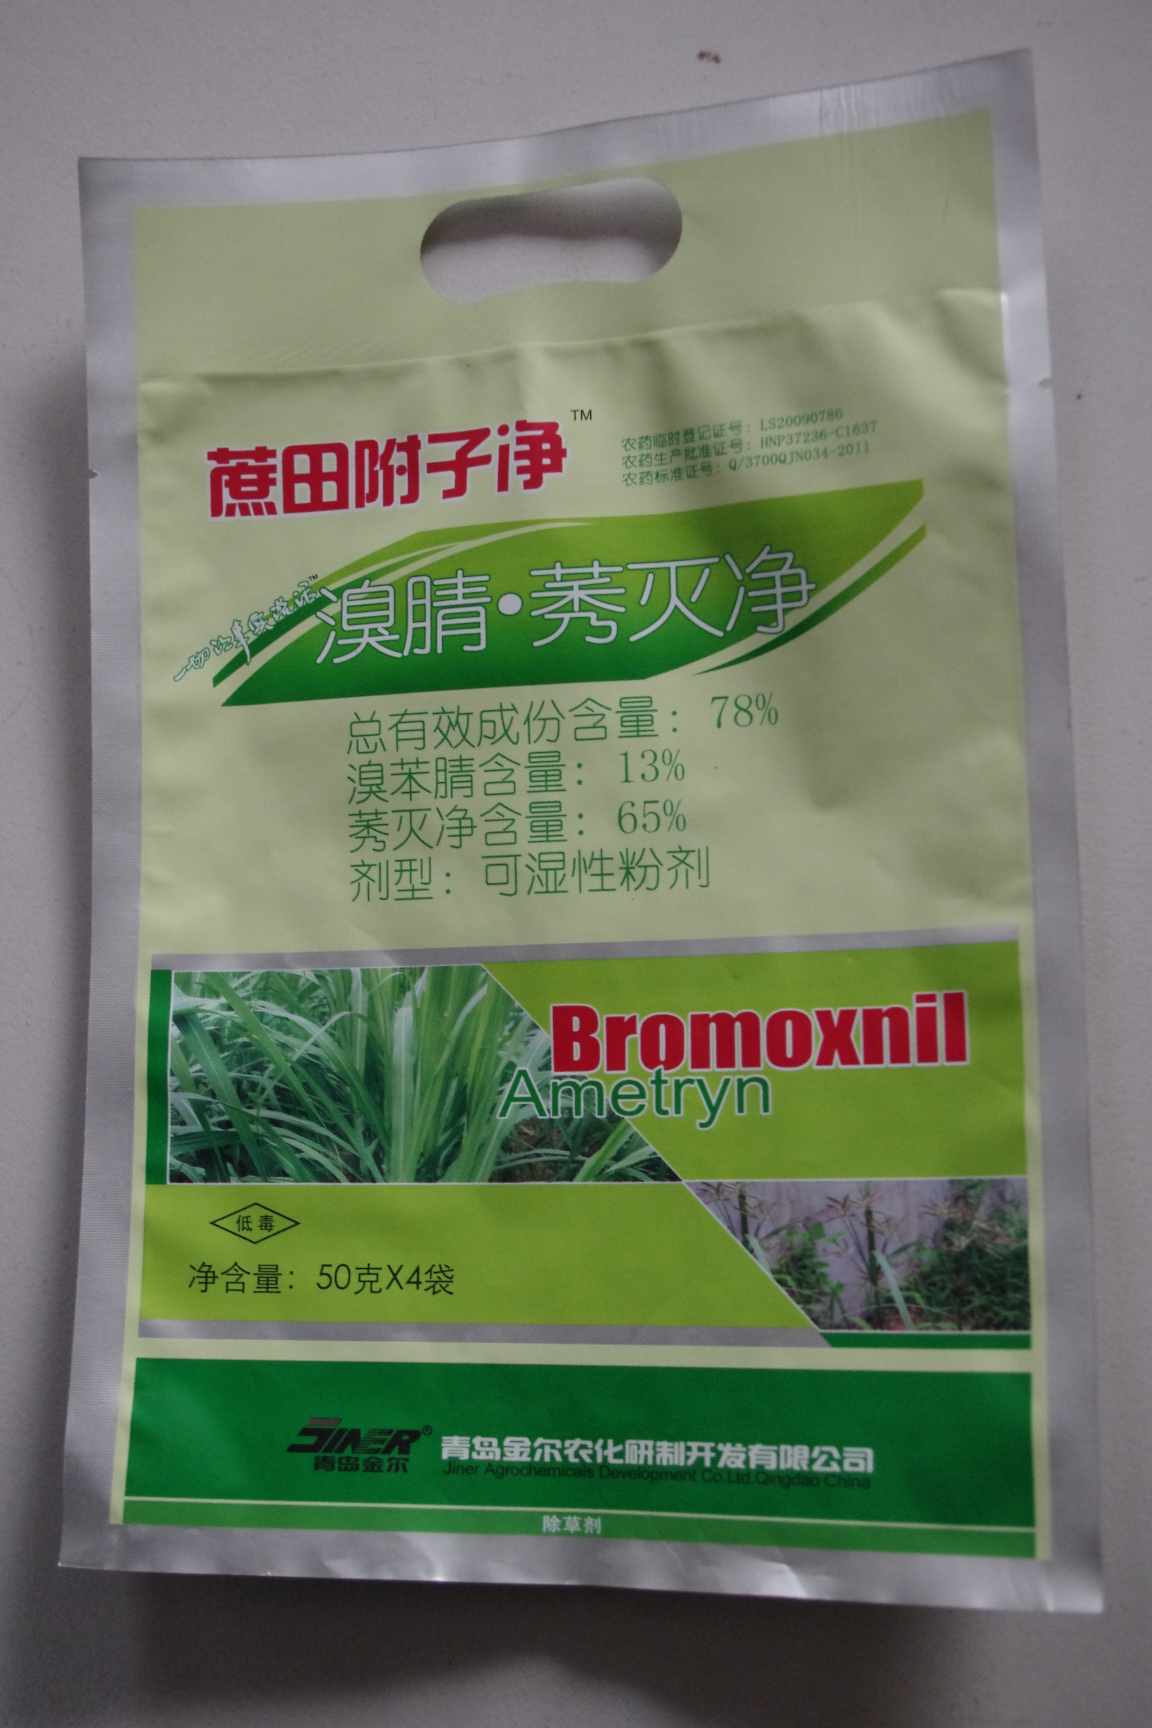 蔗田附子净™
农药临时登记证号：LS20090786
农药生产批准证号：HNP37236-C1637
农药标准证号：Q/3700QJN034-2011
溴腈·莠灭净
总有效成份含量：78%
溴苯腈含量：13%
莠灭净含量：65%
剂型：可湿性粉剂
Bromoxnil
Ametryn
低毒
净含量：50克X4袋
JINER®
青岛金尔
青岛金尔农化研制开发有限公司
Jiner Agrochemicals Development Co.Ltd.Qingdao China
除草剂